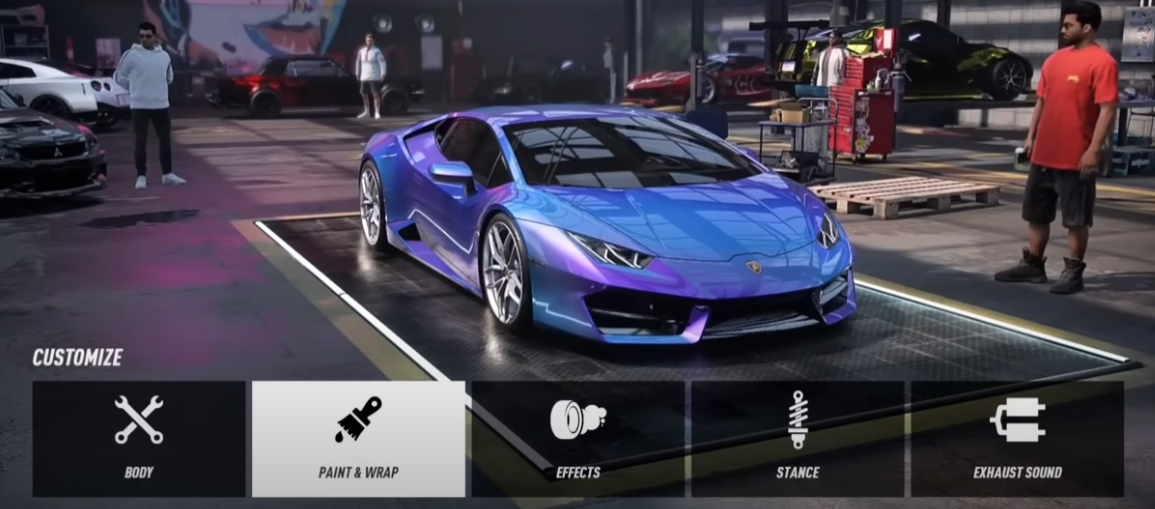 CUSTOMIZE
BODY
PAINT & WRAP
EFFECTS
STANCE
EXHAUST SOUND